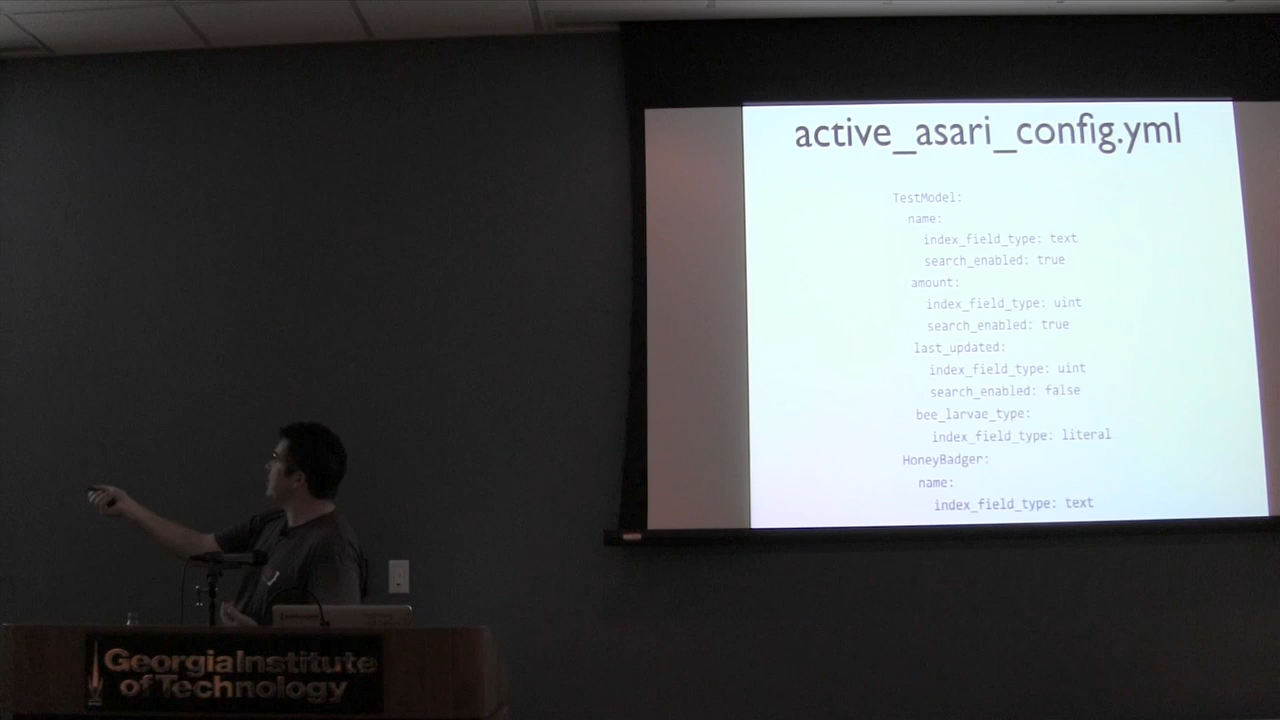 active_asari_config.yml
TestModel:
name:
index_field_type: text
search_enabled: true
amount:
index_field_type: uint
search_enabled: true
last_updated:
index_field_type: uint
search_enabled: false
bee_larvae_type:
index_field_type: literal
HoneyBadger:
name:
index_field_type: text
GeorgiaInstitute
of Technology